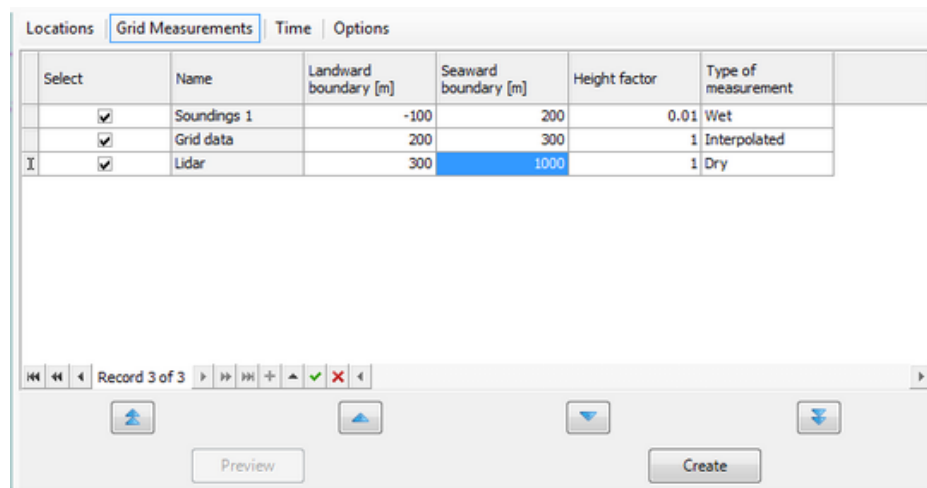 Locations Grid Measurements Time Options
Select Name Landward boundary [m] Seaward boundary [m] Height factor Type of measurement
Soundings 1 -100 200 0.01 Wet
Grid data 200 300 1 Interpolated
Lidar 300 1000 1 Dry
Record 3 of 3
Preview Create